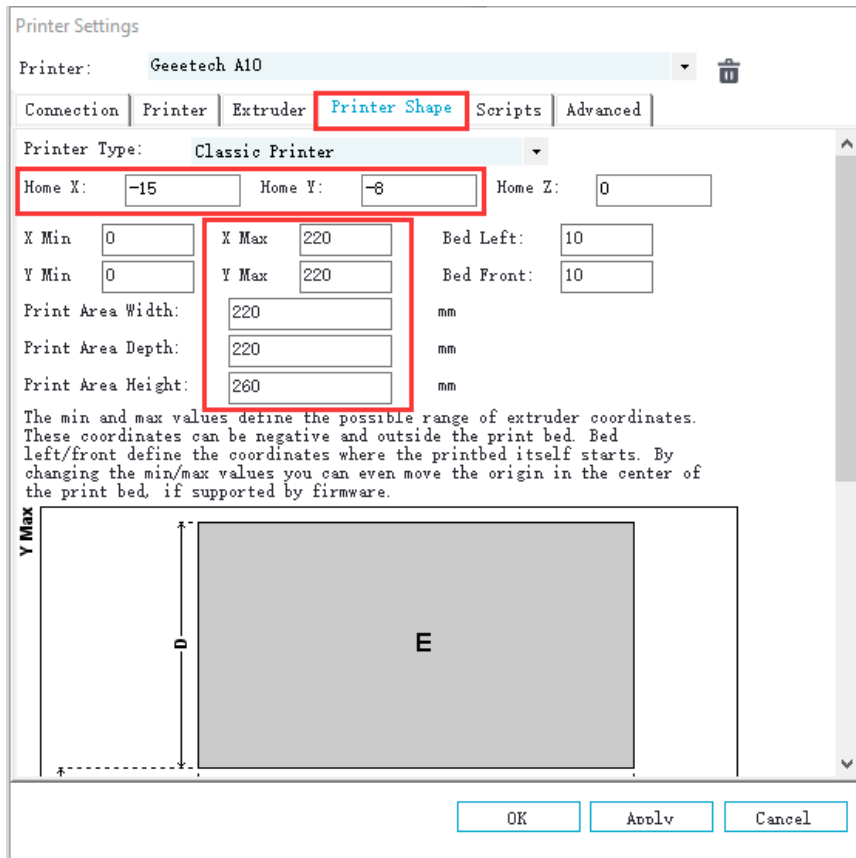 Printer Settings
Printer: Geeetech A10
Connection Printer Extruder Printer Shape Scripts Advanced
Printer Type: Classic Printer
Home X: -15 Home Y: -8 Home Z: 0
X Min 0 X Max 220 Bed Left: 10
Y Min 0 Y Max 220 Bed Front: 10
Print Area Width: 220 mm
Print Area Depth: 220 mm
Print Area Height: 260 mm
The min and max values define the possible range of extruder coordinates.
These coordinates can be negative and outside the print bed. Bed
left/front define the coordinates where the printbed itself starts. By
changing the min/max values you can even move the origin in the center of
the print bed, if supported by firmware.
Y Max
D
E
OK Apply Cancel